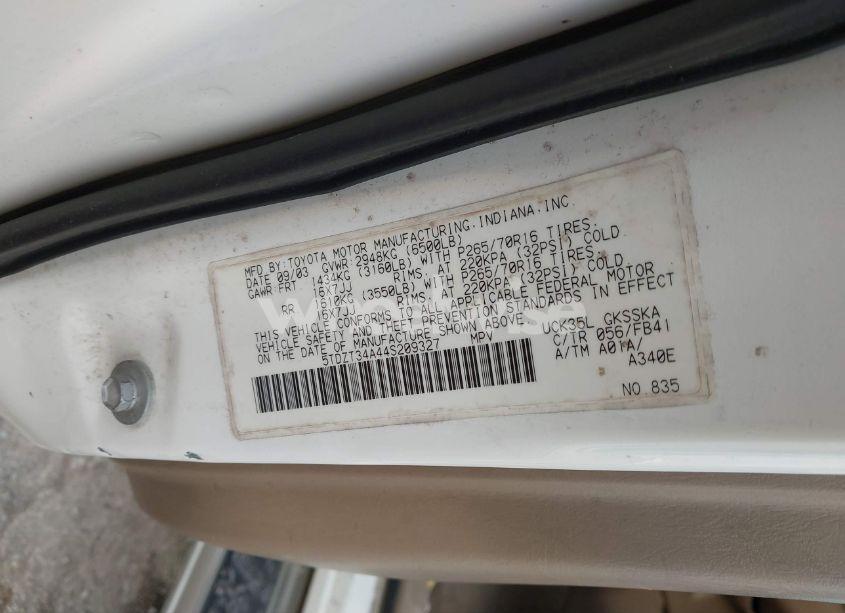 MFD.BY:TOYOTA MOTOR MANUFACTURING.INDIANA.INC.
DATE 09/03 GVWR:2948KG (6500LB)
GAWR:FRT 1434KG (3160LB) WITH P265/70R16 TIRES.
16X7JJ RIMS, AT 220KPA (32PSI) COLD.
RR 1610KG (3550LB) WITH P265/70R16 TIRES.
16X7JJ RIMS, AT 220KPA (32PSI) COLD.
THIS VEHICLE CONFORMS TO ALL APPLICABLE FEDERAL MOTOR
VEHICLE SAFETY AND THEFT PREVENTION STANDARDS IN EFFECT
ON THE DATE OF MANUFACTURE SHOWN ABOVE.
5TDZT34A44S209327 MPV
UCK35L GKSSKA
C/TR 056/FB41
A/TM A01A/
A340E
NO.835